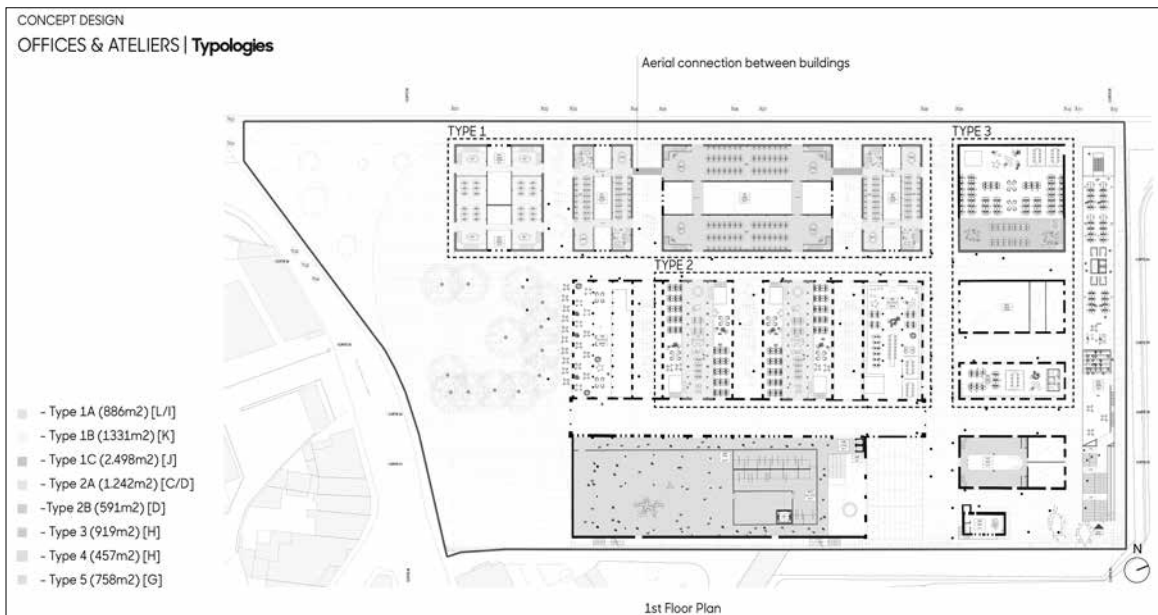 CONCEPT DESIGN
OFFICES & ATELIERS | Typologies
Aerial connection between buildings
TYPE 1
TYPE 3
TYPE 2
- Type 1A (886m2) [L/I]
- Type 1B (1331m2) [K]
- Type 1C (2.498m2) [J]
- Type 2A (1.242m2) [C/D]
-Type 2B (591m2) [D]
- Type 3 (919m2) [H]
- Type 4 (457m2) [H]
- Type 5 (758m2) [G]
N
1st Floor Plan